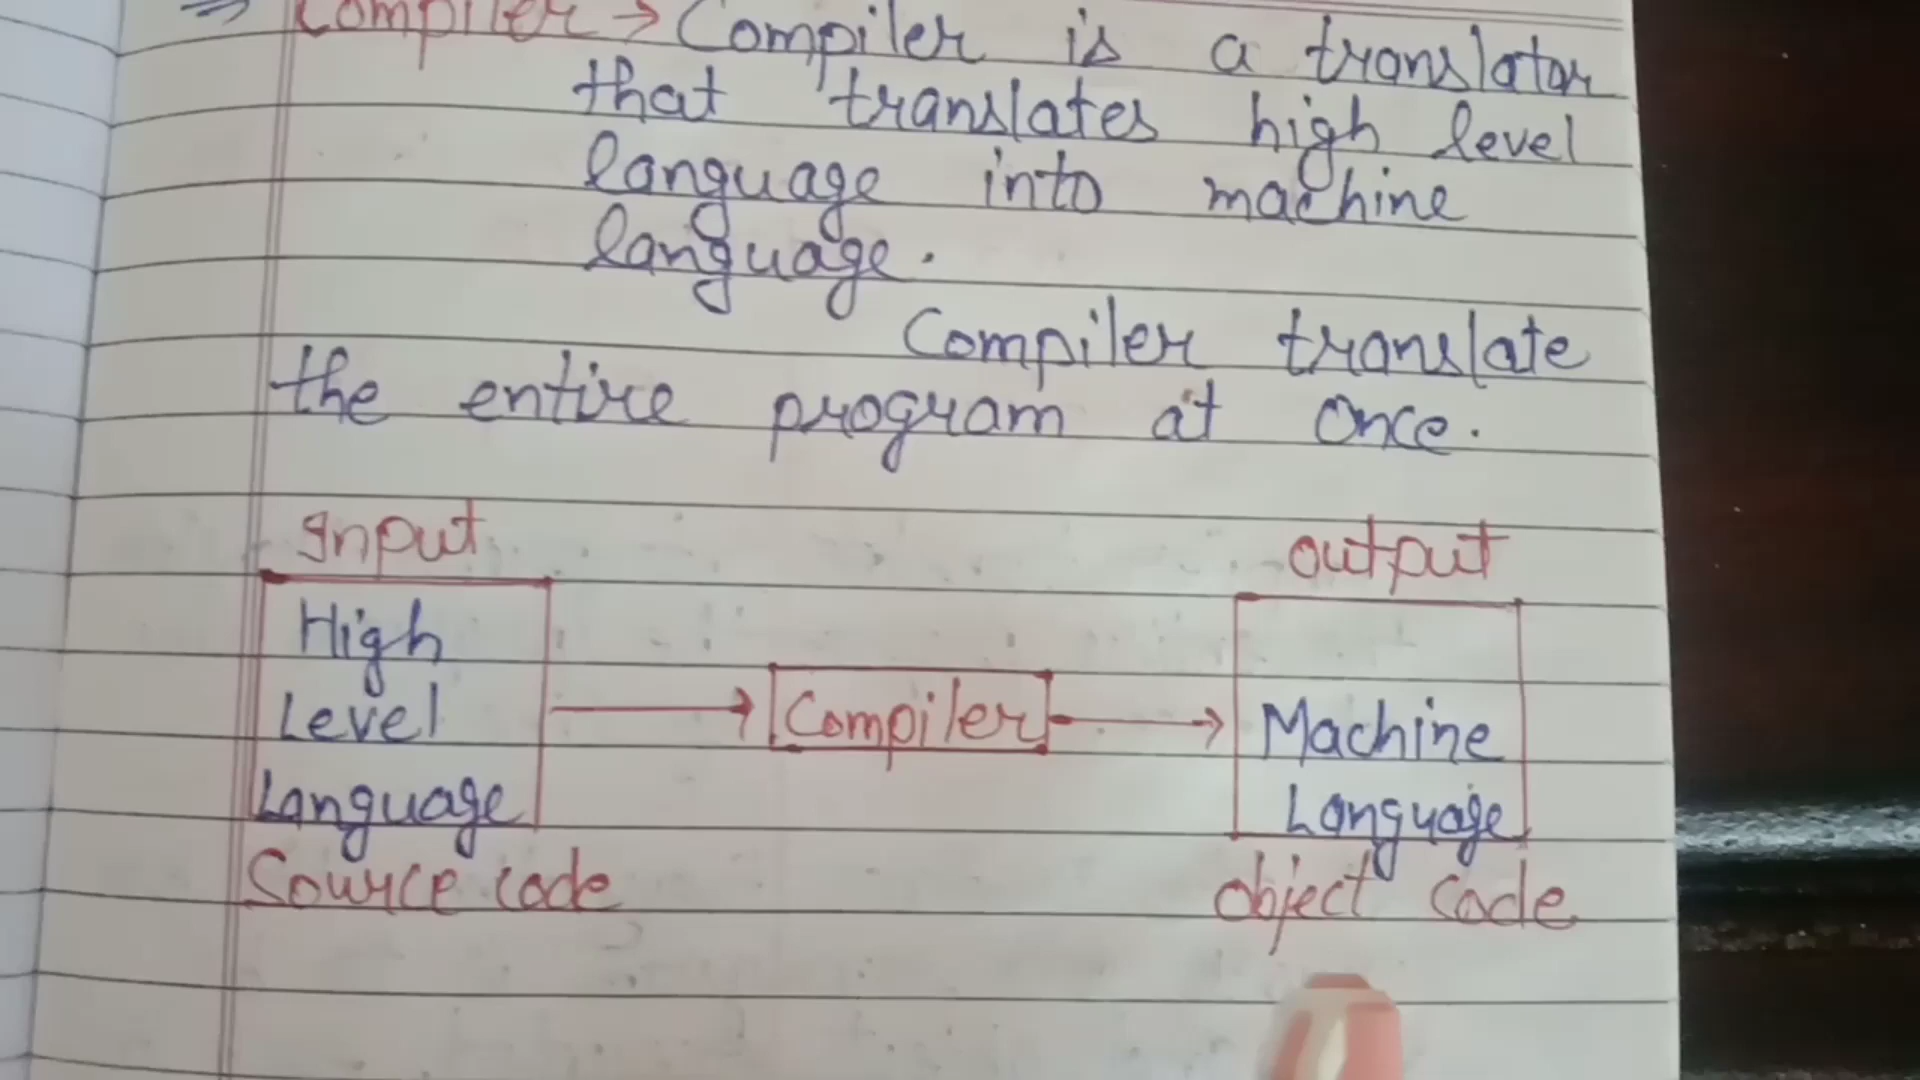 ⇒ Compiler → Compiler is a translator
that translates high level
language into machine
language.
Compiler translate
the entire program at once.
Input
output
High
Level
Language
Compiler
Machine
Language
Source code
object code